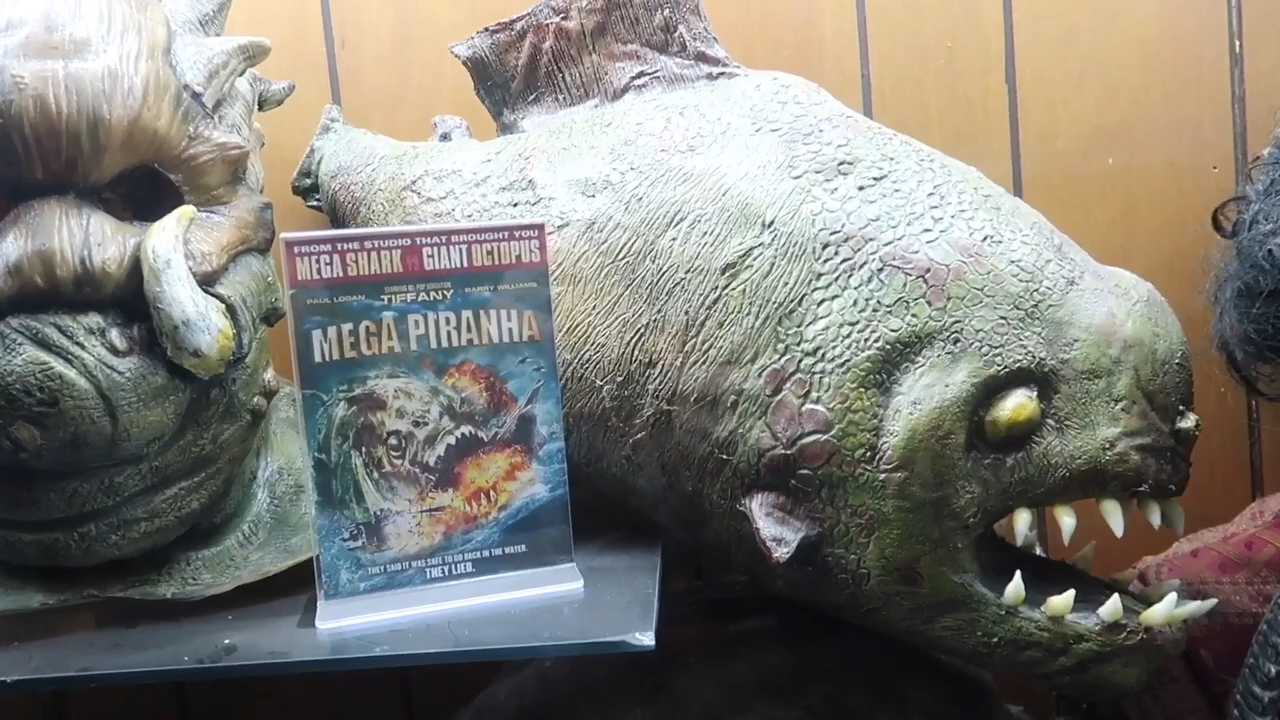 FROM THE STUDIO THAT BROUGHT YOU
MEGA SHARK VS GIANT OCTOPUS
STARRING 80s POP SENSATION
PAUL LOGAN TIFFANY BARRY WILLIAMS
MEGA PIRANHA
THEY SAID IT WAS SAFE TO GO BACK IN THE WATER.
THEY LIED.